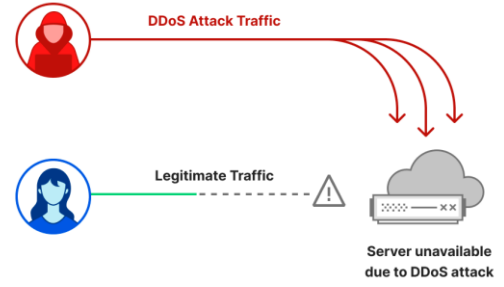 DDoS Attack Traffic
Legitimate Traffic
Server unavailable
due to DDoS attack